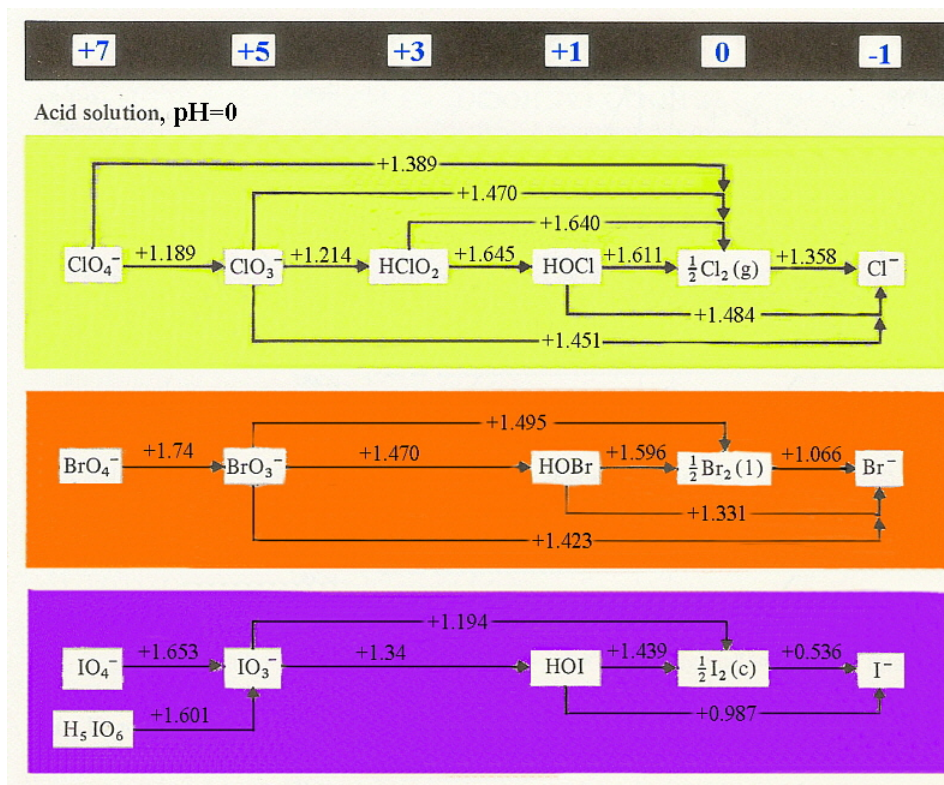 +7 +5 +3 +1 0 -1
Acid solution, pH=0
+1.389
+1.470
+1.640
ClO₄⁻ +1.189 ClO₃⁻ +1.214 HClO₂ +1.645 HOCl +1.611 ½Cl₂(g) +1.358 Cl⁻
+1.484
+1.451
+1.495
BrO₄⁻ +1.74 BrO₃⁻ +1.470 HOBr +1.596 ½Br₂(l) +1.066 Br⁻
+1.331
+1.423
+1.194
IO₄⁻ +1.653 IO₃⁻ +1.34 HOI +1.439 ½I₂(c) +0.536 I⁻
H₅IO₆ +1.601 +0.987